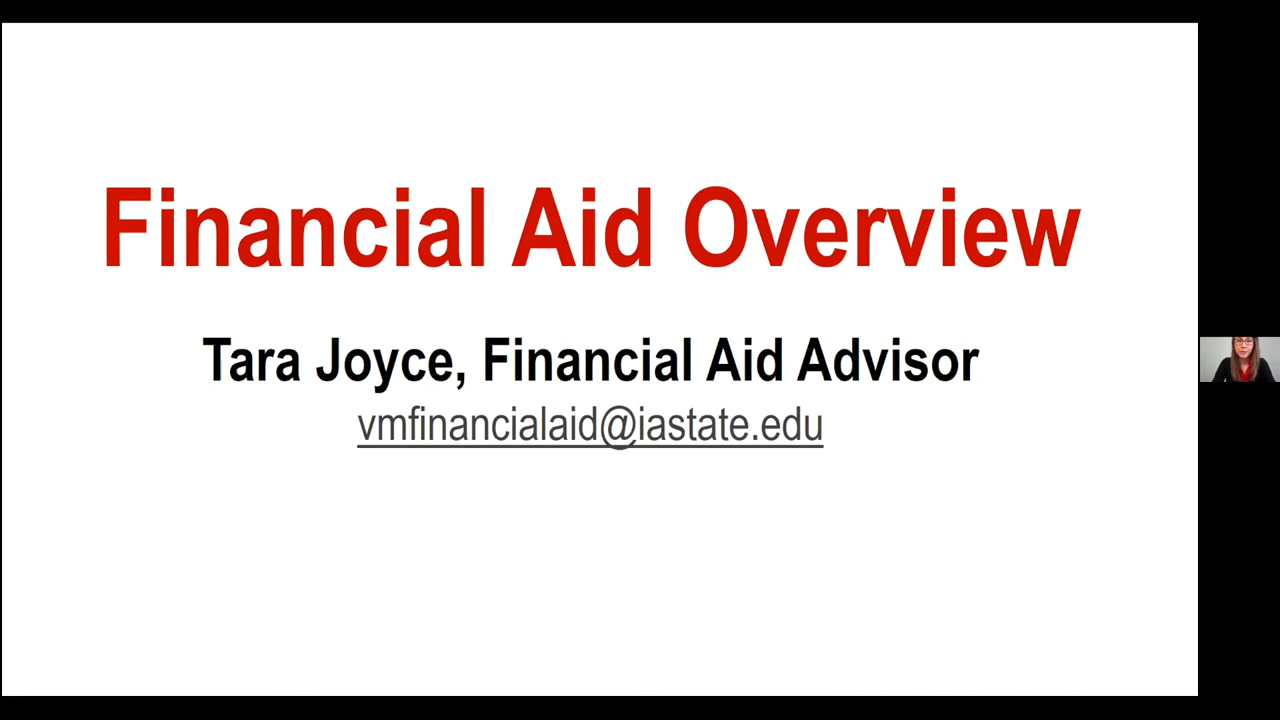 Financial Aid Overview
Tara Joyce, Financial Aid Advisor
vmfinancialaid@iastate.edu